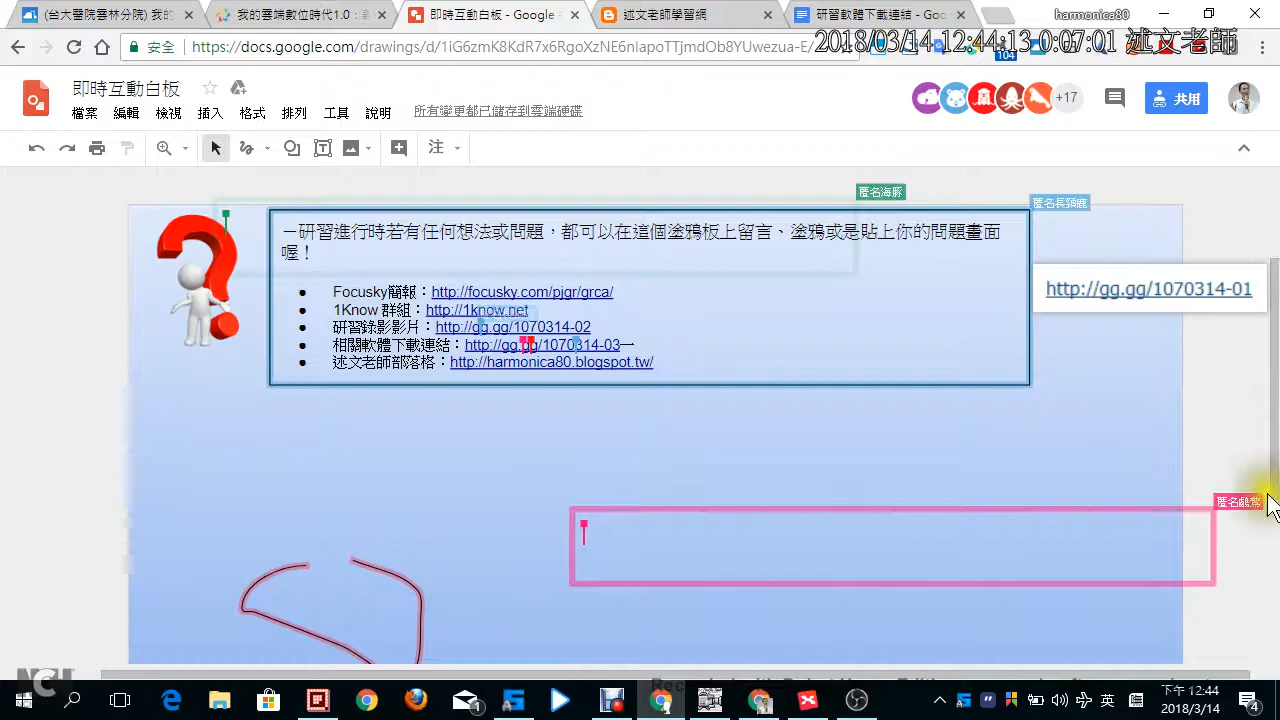 (台大醫院雲林分院) 我的
我的雲端數位時代1.0：
即時互動白板 - Google
述文老師學習網
研習軟體下載連結 - Goo
harmonica80
安全
https://docs.google.com/drawings/d/1iG6zmK8KdR7x6RgoXzNE6nlapoTTjmdOb8YUwezua-E/
104
2018/03/14 12:44:13 0:07:01 述文老師
即時互動白板
檔案 編輯 檢視 插入 格式 排列 工具 說明
所有變更都已儲存到雲端硬碟
+17
共用
注
匿名海豚
匿名長頸鹿
－研習進行時若有任何想法或問題，都可以在這個塗鴉板上留言、塗鴉或是貼上你的問題畫面
喔！
http://gg.gg/1070314-01
● Focusky簡報：http://focusky.com/pjgr/grca/
● 1Know 群組：http://1know.net
● 研習錄影影片：http://gg.gg/1070314-02
● 相關軟體下載連結：http://gg.gg/1070314-03一
● 述文老師部落格：http://harmonica80.blogspot.tw/
NCH
1
英
下午 12:44
2018/3/14
4